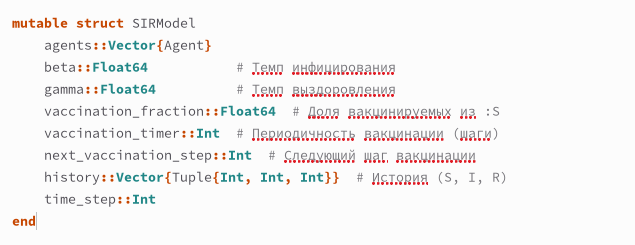 mutable struct SIRModel
    agents::Vector{Agent}
    beta::Float64           # Темп инфицирования
    gamma::Float64          # Темп выздоровления
    vaccination_fraction::Float64  # Доля вакцинируемых из :S
    vaccination_timer::Int  # Периодичность вакцинации (шаги)
    next_vaccination_step::Int  # Следующий шаг вакцинации
    history::Vector{Tuple{Int, Int, Int}}  # История (S, I, R)
    time_step::Int
end